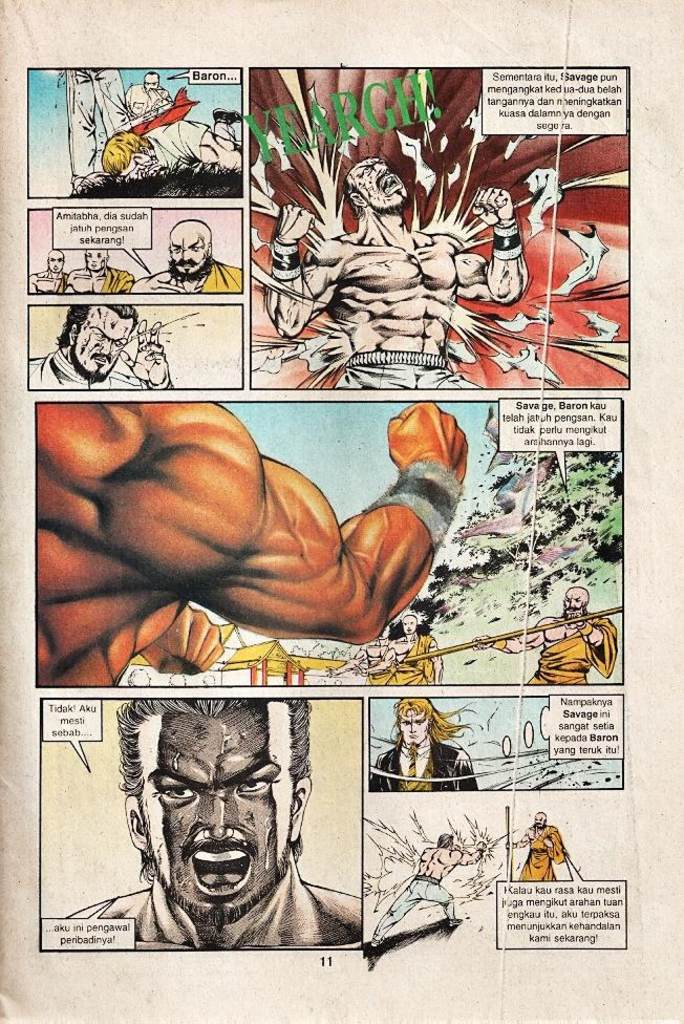 Baron...
YEARGH!
Sementara itu, Savage pun
mengangkat kedua-dua belah
tangannya dan meningkatkan
kuasa dalamnya dengan
segera.
Amitabha, dia sudah
jatuh pengsan
sekarang!
Savage, Baron kau
telah jatuh pengsan. Kau
tidak perlu mengikut
arahannya lagi.
Tidak! Aku
mesti
sebab....
...aku ini pengawal
peribadinya!
Nampaknya
Savage ini
sangat setia
kepada Baron
yang teruk itu!
Kalau kau rasa kau mesti
juga mengikut arahan tuan
engkau itu, aku terpaksa
menunjukkan kehandalan
kami sekarang!
11